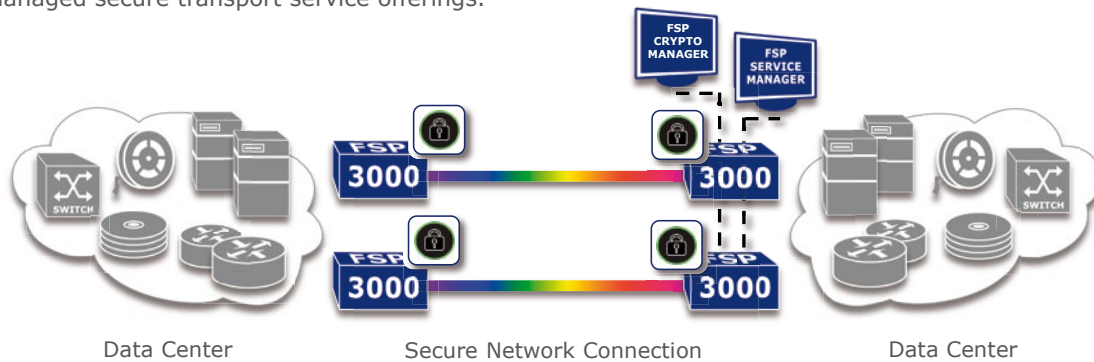 managed secure transport service offerings.
FSP
CRYPTO
MANAGER
FSP
SERVICE
MANAGER
SWITCH
FSP
3000
FSP
3000
SWITCH
FSP
3000
FSP
3000
Data Center
Secure Network Connection
Data Center